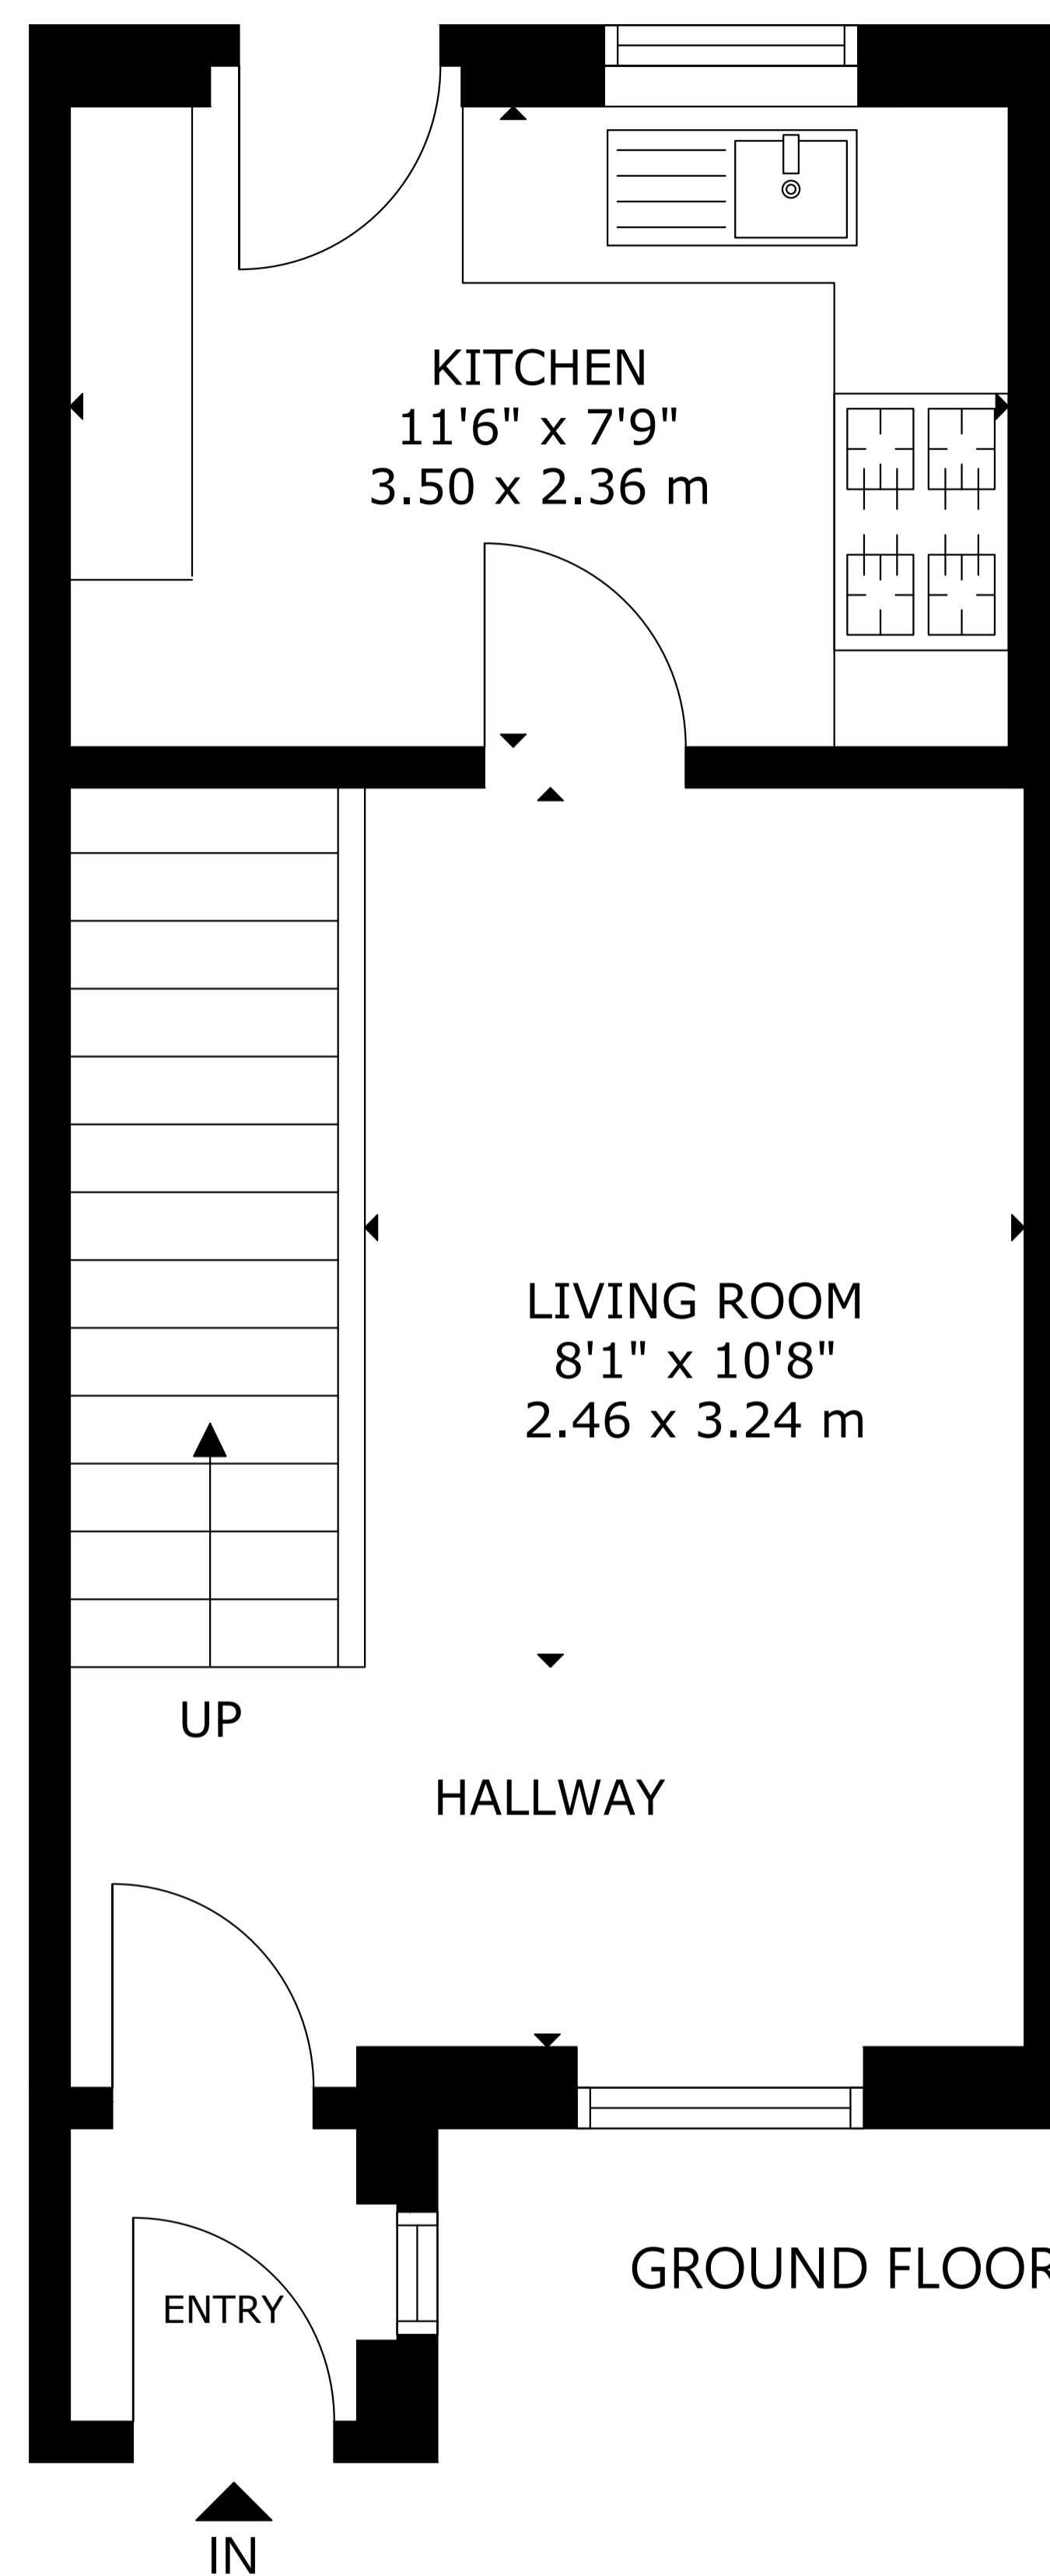 KITCHEN
11'6" x 7'9"
3.50 x 2.36 m
LIVING ROOM
8'1" x 10'8"
2.46 x 3.24 m
UP
HALLWAY
GROUND FLOOR
ENTRY
IN